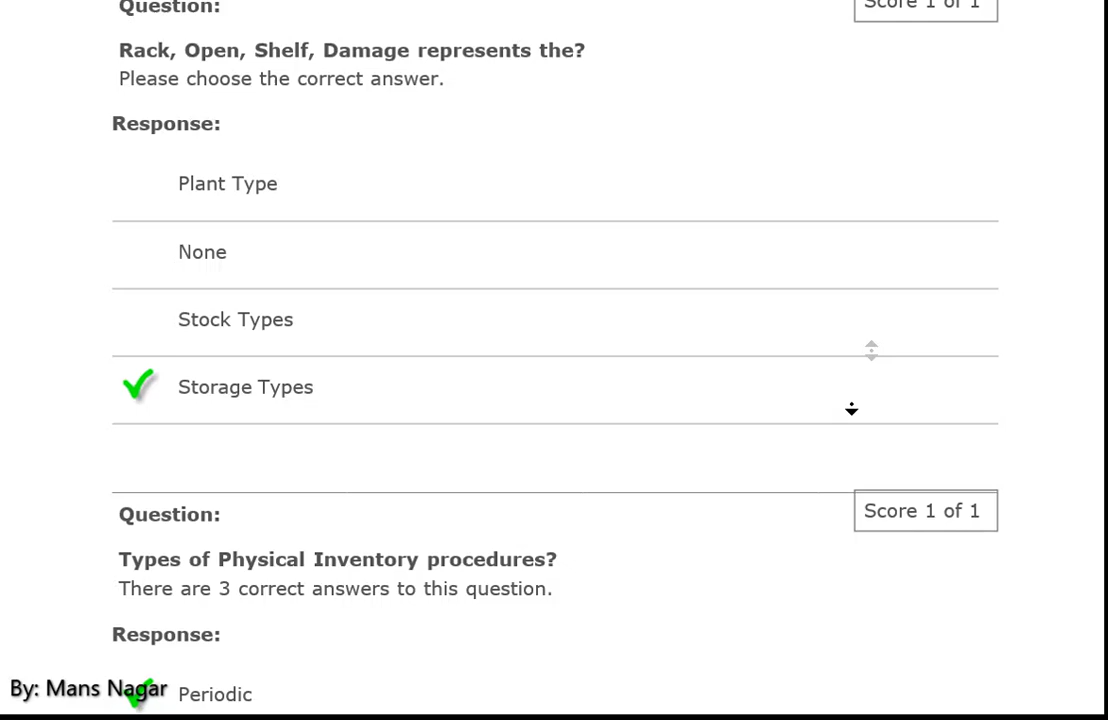 Question:
Score 1 of 1
Rack, Open, Shelf, Damage represents the?
Please choose the correct answer.
Response:
Plant Type
None
Stock Types
Storage Types
Question:
Score 1 of 1
Types of Physical Inventory procedures?
There are 3 correct answers to this question.
Response:
By: Mans Nagar
Periodic